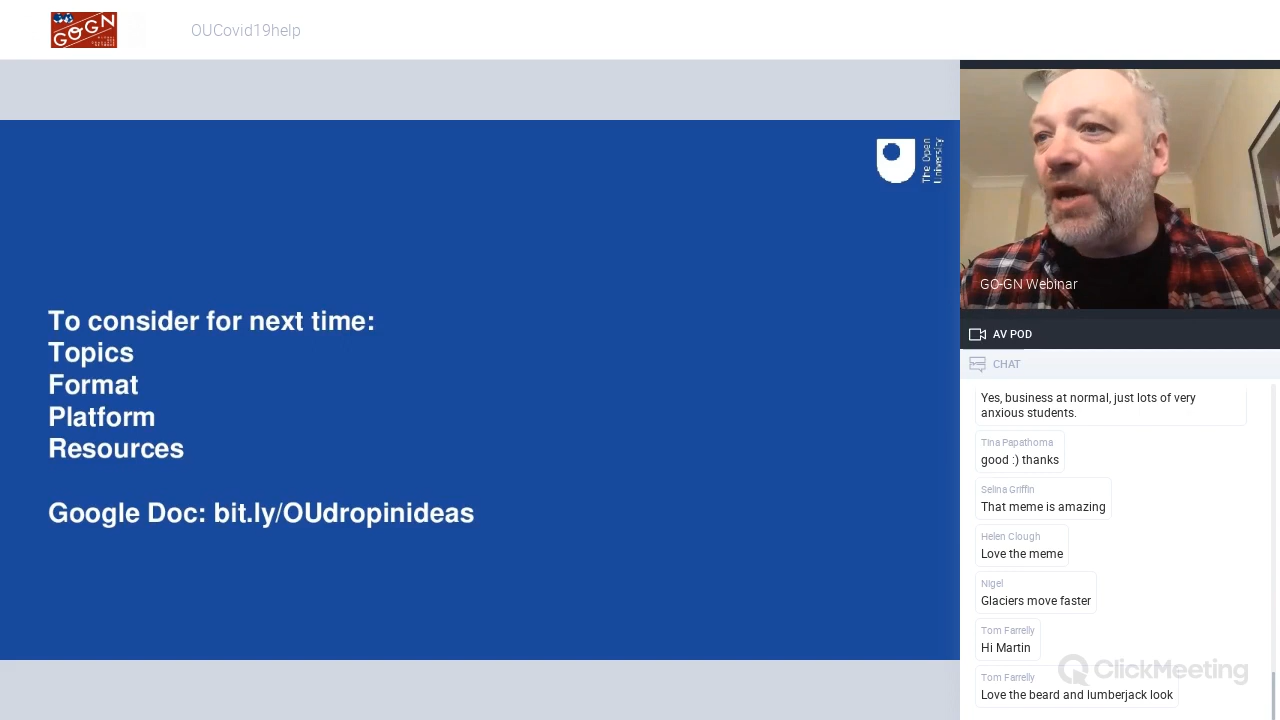 GO-GN
OUCovid19help
The Open
University
To consider for next time:
Topics
Format
Platform
Resources
Google Doc: bit.ly/OUdropinideas
GO-GN Webinar
AV POD
CHAT
Yes, business at normal, just lots of very
anxious students.
Tina Papathoma
good :) thanks
Selina Griffin
That meme is amazing
Helen Clough
Love the meme
Nigel
Glaciers move faster
Tom Farrelly
Hi Martin
ClickMeeting
Tom Farrelly
Love the beard and lumberjack look